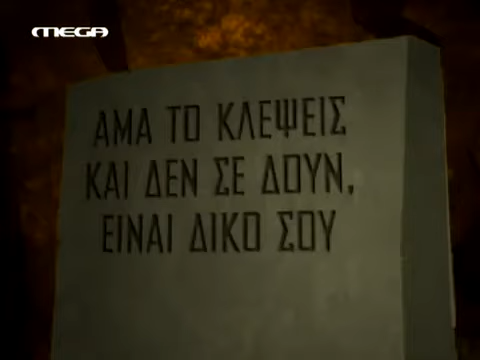 MEGA
ΑΜΑ ΤΟ ΚΛΕΨΕΙΣ
ΚΑΙ ΔΕΝ ΣΕ ΔΟΥΝ,
ΕΙΝΑΙ ΔΙΚΟ ΣΟΥ